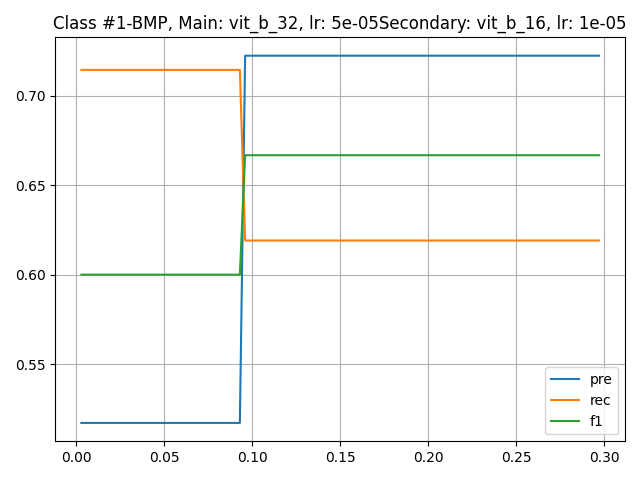 Class #1-BMP, Main: vit_b_32, lr: 5e-05Secondary: vit_b_16, lr: 1e-05
0.70
0.65
0.60
0.55
0.00 0.05 0.10 0.15 0.20 0.25 0.30
pre
rec
f1